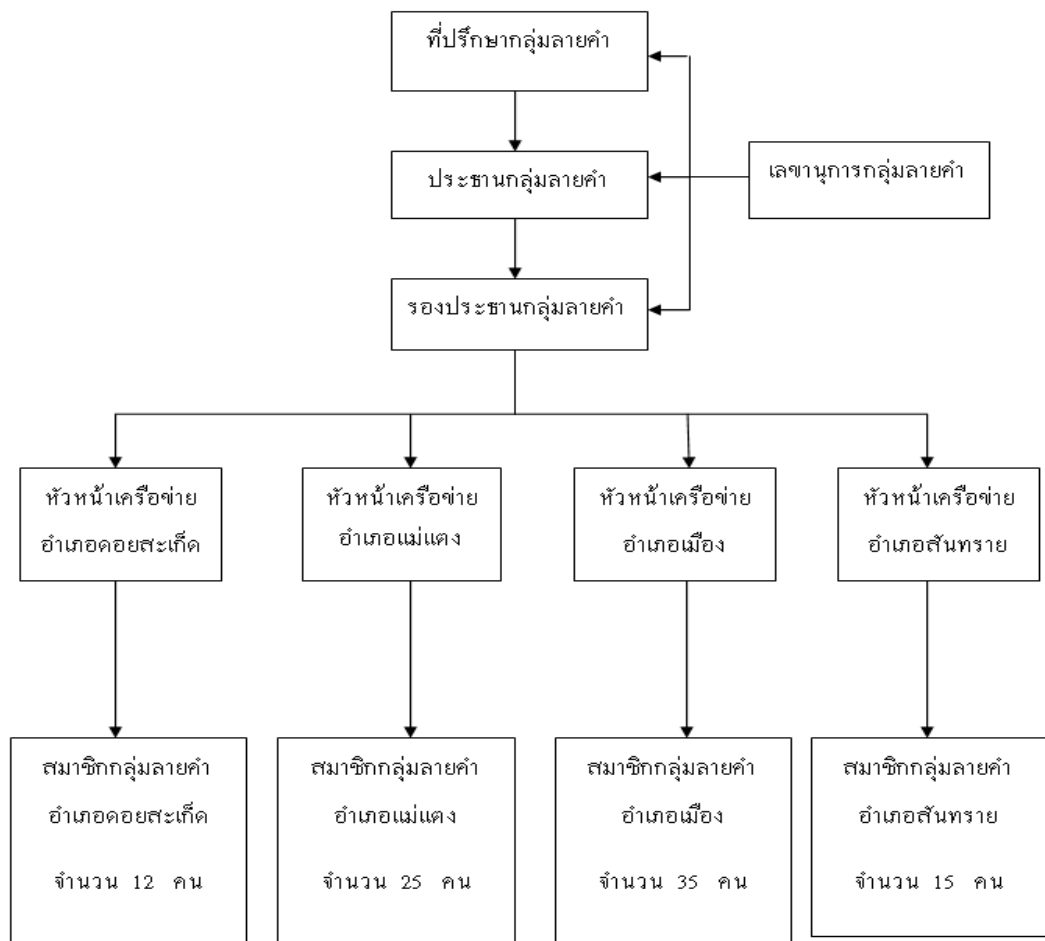 ที่ปรึกษากลุ่มลายคำ
ประธานกลุ่มลายคำ
เลขานุการกลุ่มลายคำ
รองประธานกลุ่มลายคำ
หัวหน้าเครือข่าย
อำเภอดอยสะเก็ด
หัวหน้าเครือข่าย
อำเภอแม่แตง
หัวหน้าเครือข่าย
อำเภอเมือง
หัวหน้าเครือข่าย
อำเภอสันทราย
สมาชิกกลุ่มลายคำ
อำเภอดอยสะเก็ด
จำนวน 12 คน
สมาชิกกลุ่มลายคำ
อำเภอแม่แตง
จำนวน 25 คน
สมาชิกกลุ่มลายคำ
อำเภอเมือง
จำนวน 35 คน
สมาชิกกลุ่มลายคำ
อำเภอสันทราย
จำนวน 15 คน